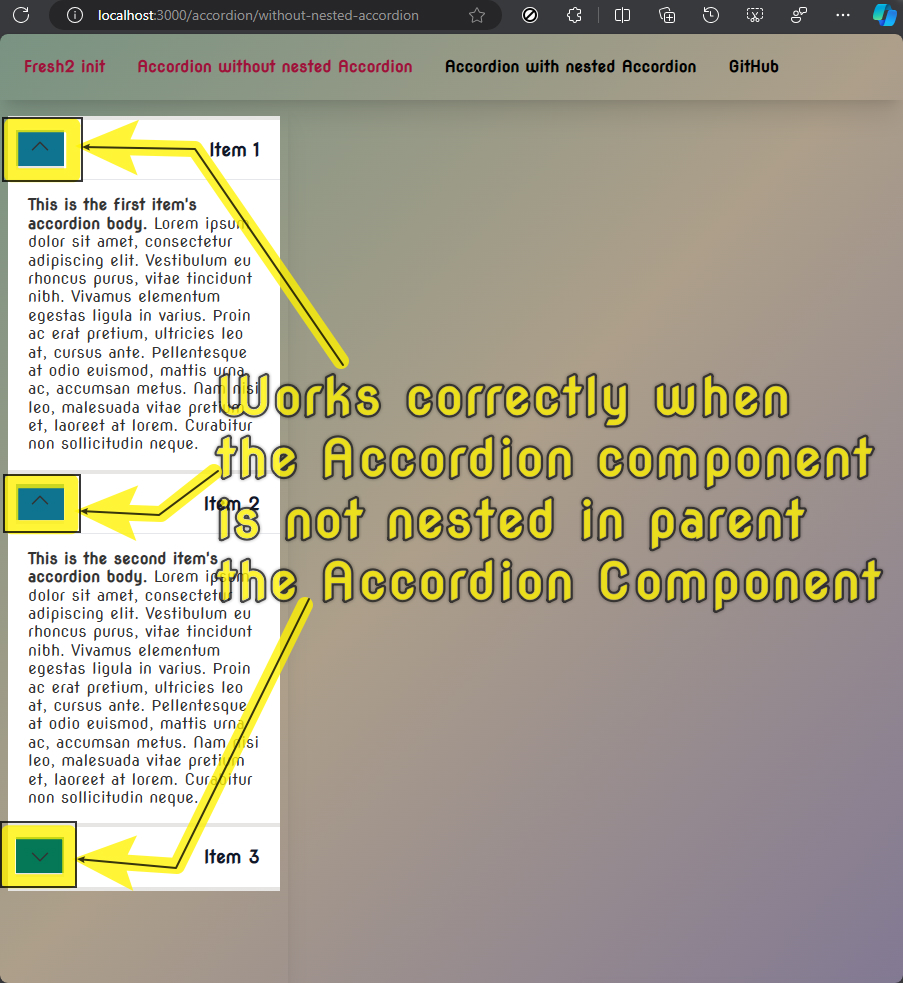 localhost:3000/accordion/without-nested-accordion
Fresh2 init
Accordion without nested Accordion
Accordion with nested Accordion
GitHub
Item 1
This is the first item's
accordion body. Lorem ipsum
dolor sit amet, consectetur
adipiscing elit. Vestibulum eu
rhoncus purus, vitae tincidunt
nibh. Vivamus elementum
egestas ligula in varius. Proin
ac erat pretium, ultricies leo
at, cursus ante. Pellentesque
at odio euismod, mattis urna
ac, accumsan metus. Nam nisi
leo, malesuada vitae pretium
et, laoreet at lorem. Curabitur
non sollicitudin neque.
Works correctly when
the Accordion component
is not nested in parent
the Accordion Component
Item 2
This is the second item's
accordion body. Lorem ipsum
dolor sit amet, consectetur
adipiscing elit. Vestibulum eu
rhoncus purus, vitae tincidunt
nibh. Vivamus elementum
egestas ligula in varius. Proin
ac erat pretium, ultricies leo
at, cursus ante. Pellentesque
at odio euismod, mattis urna
ac, accumsan metus. Nam nisi
leo, malesuada vitae pretium
et, laoreet at lorem. Curabitur
non sollicitudin neque.
Item 3